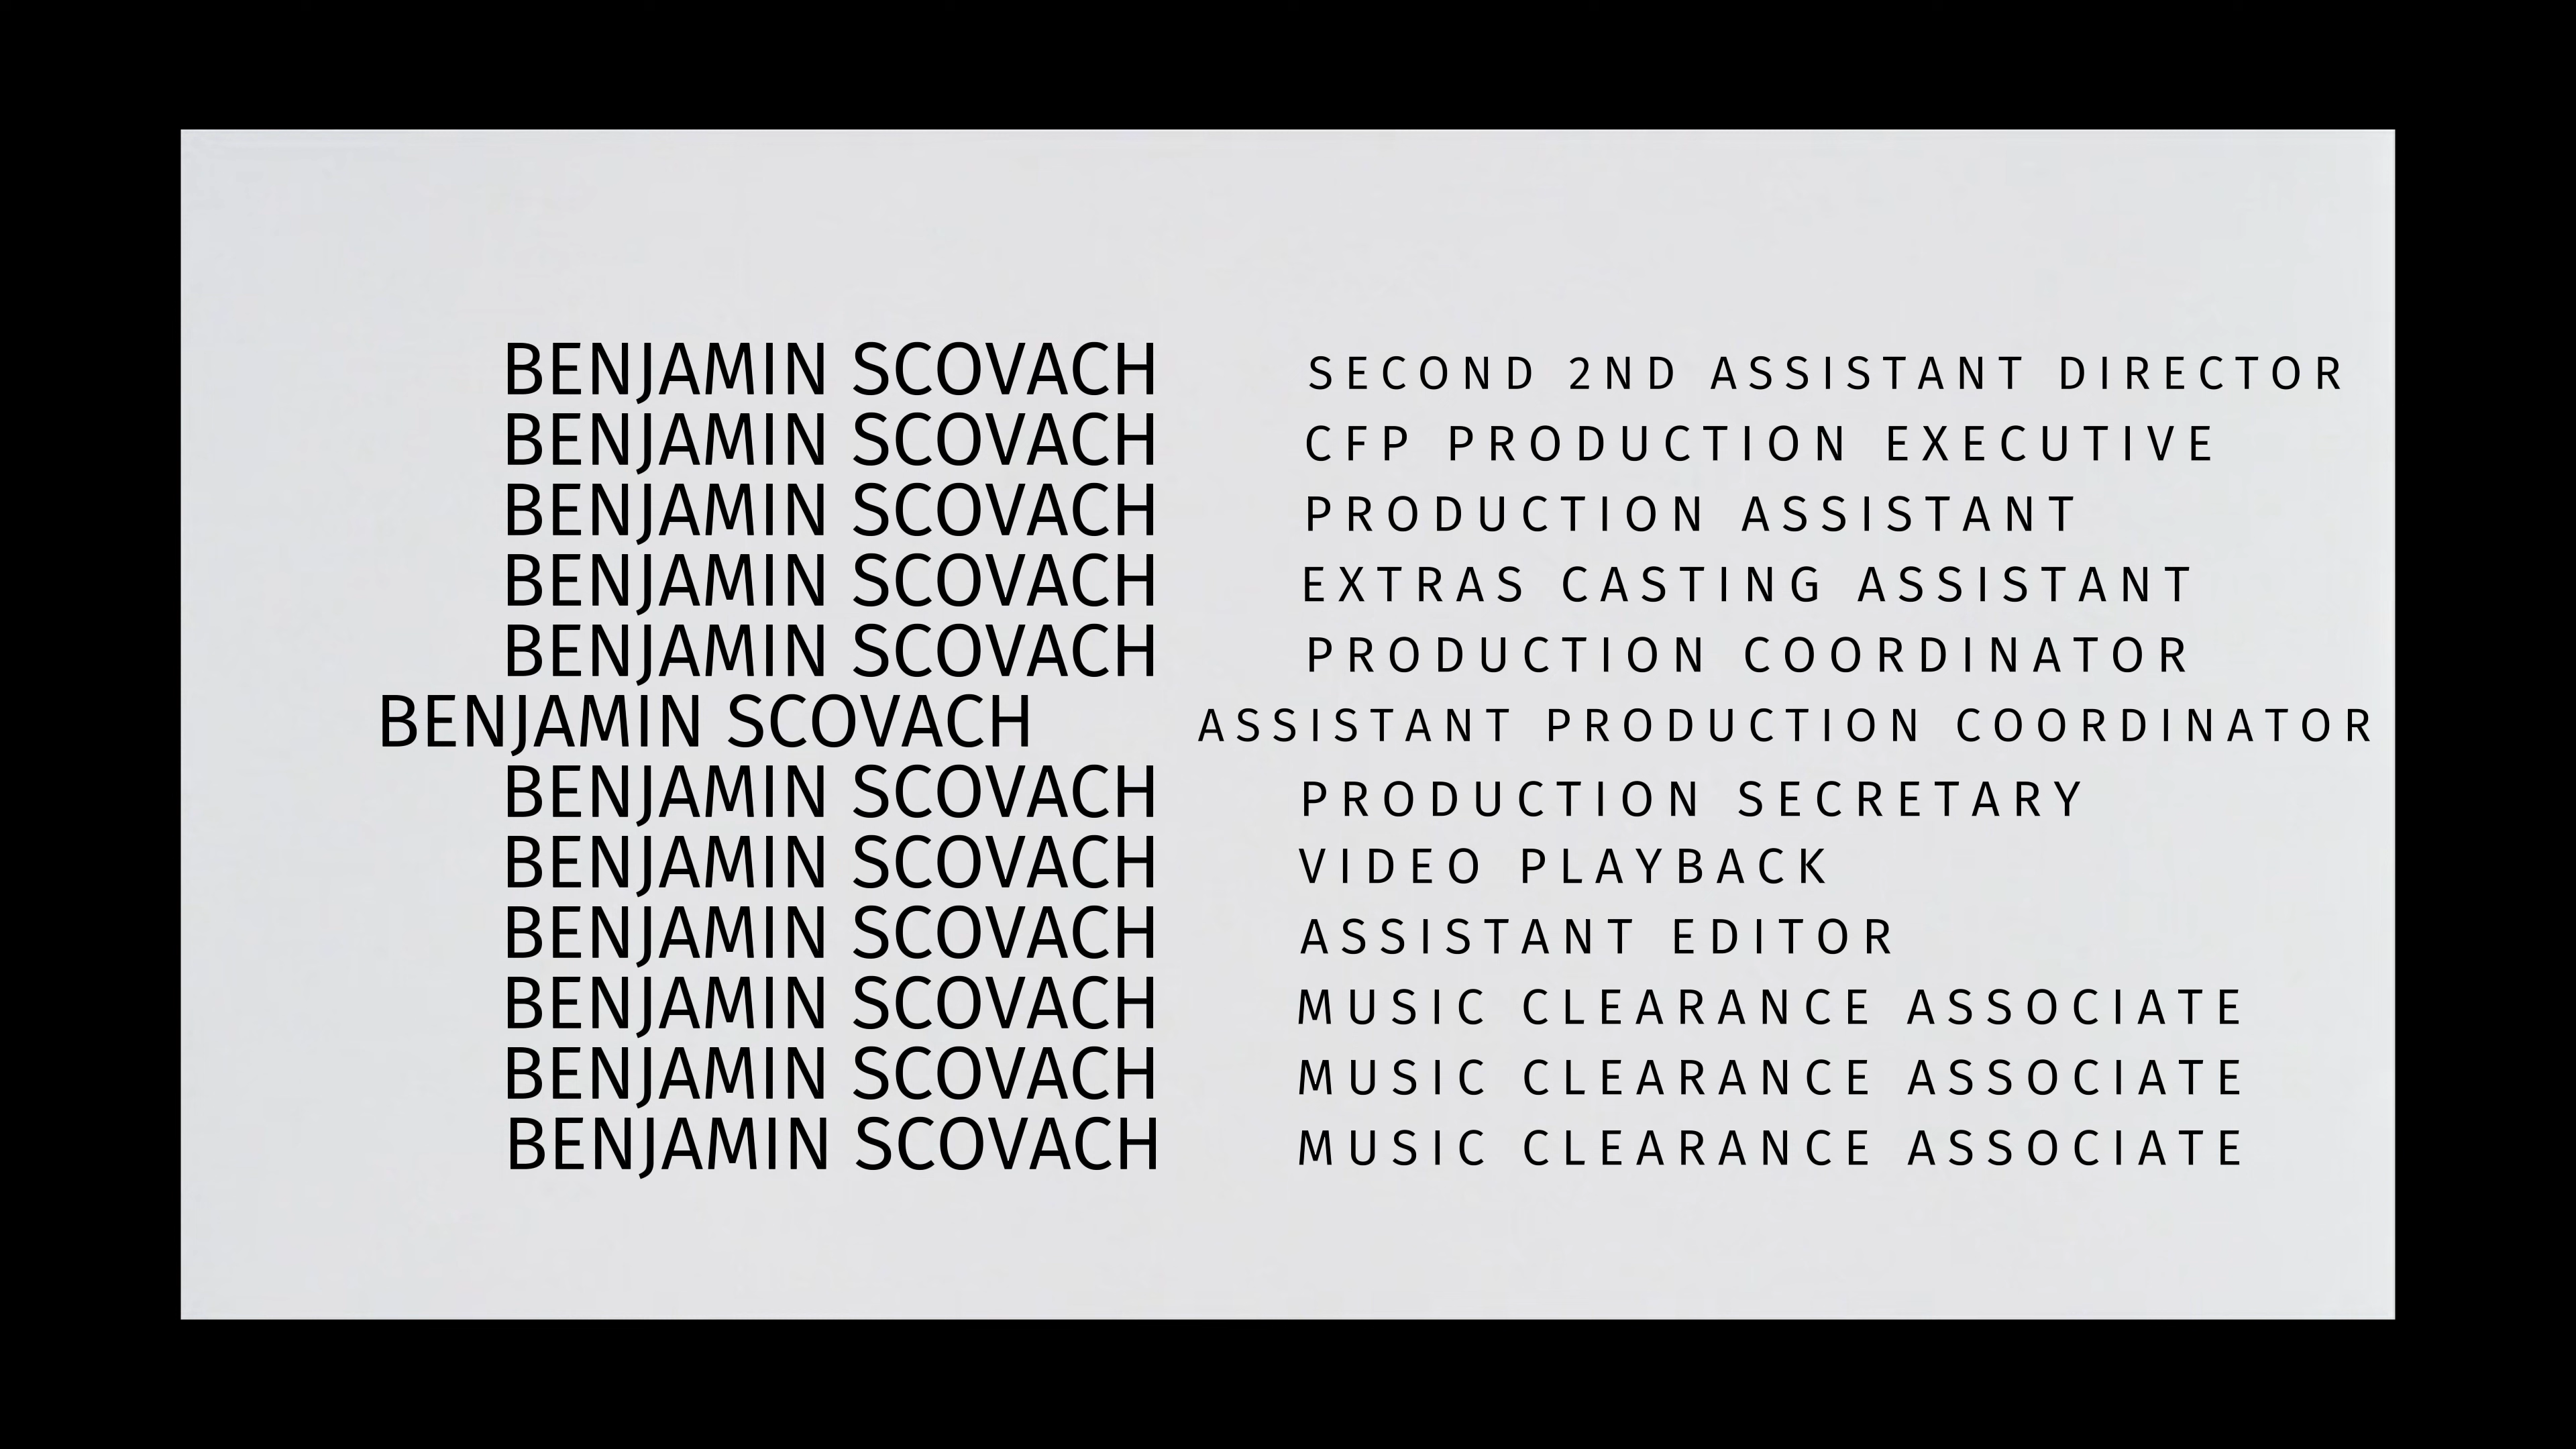 BENJAMIN SCOVACH SECOND 2ND ASSISTANT DIRECTOR
BENJAMIN SCOVACH CFP PRODUCTION EXECUTIVE
BENJAMIN SCOVACH PRODUCTION ASSISTANT
BENJAMIN SCOVACH EXTRAS CASTING ASSISTANT
BENJAMIN SCOVACH PRODUCTION COORDINATOR
BENJAMIN SCOVACH ASSISTANT PRODUCTION COORDINATOR
BENJAMIN SCOVACH PRODUCTION SECRETARY
BENJAMIN SCOVACH VIDEO PLAYBACK
BENJAMIN SCOVACH ASSISTANT EDITOR
BENJAMIN SCOVACH MUSIC CLEARANCE ASSOCIATE
BENJAMIN SCOVACH MUSIC CLEARANCE ASSOCIATE
BENJAMIN SCOVACH MUSIC CLEARANCE ASSOCIATE